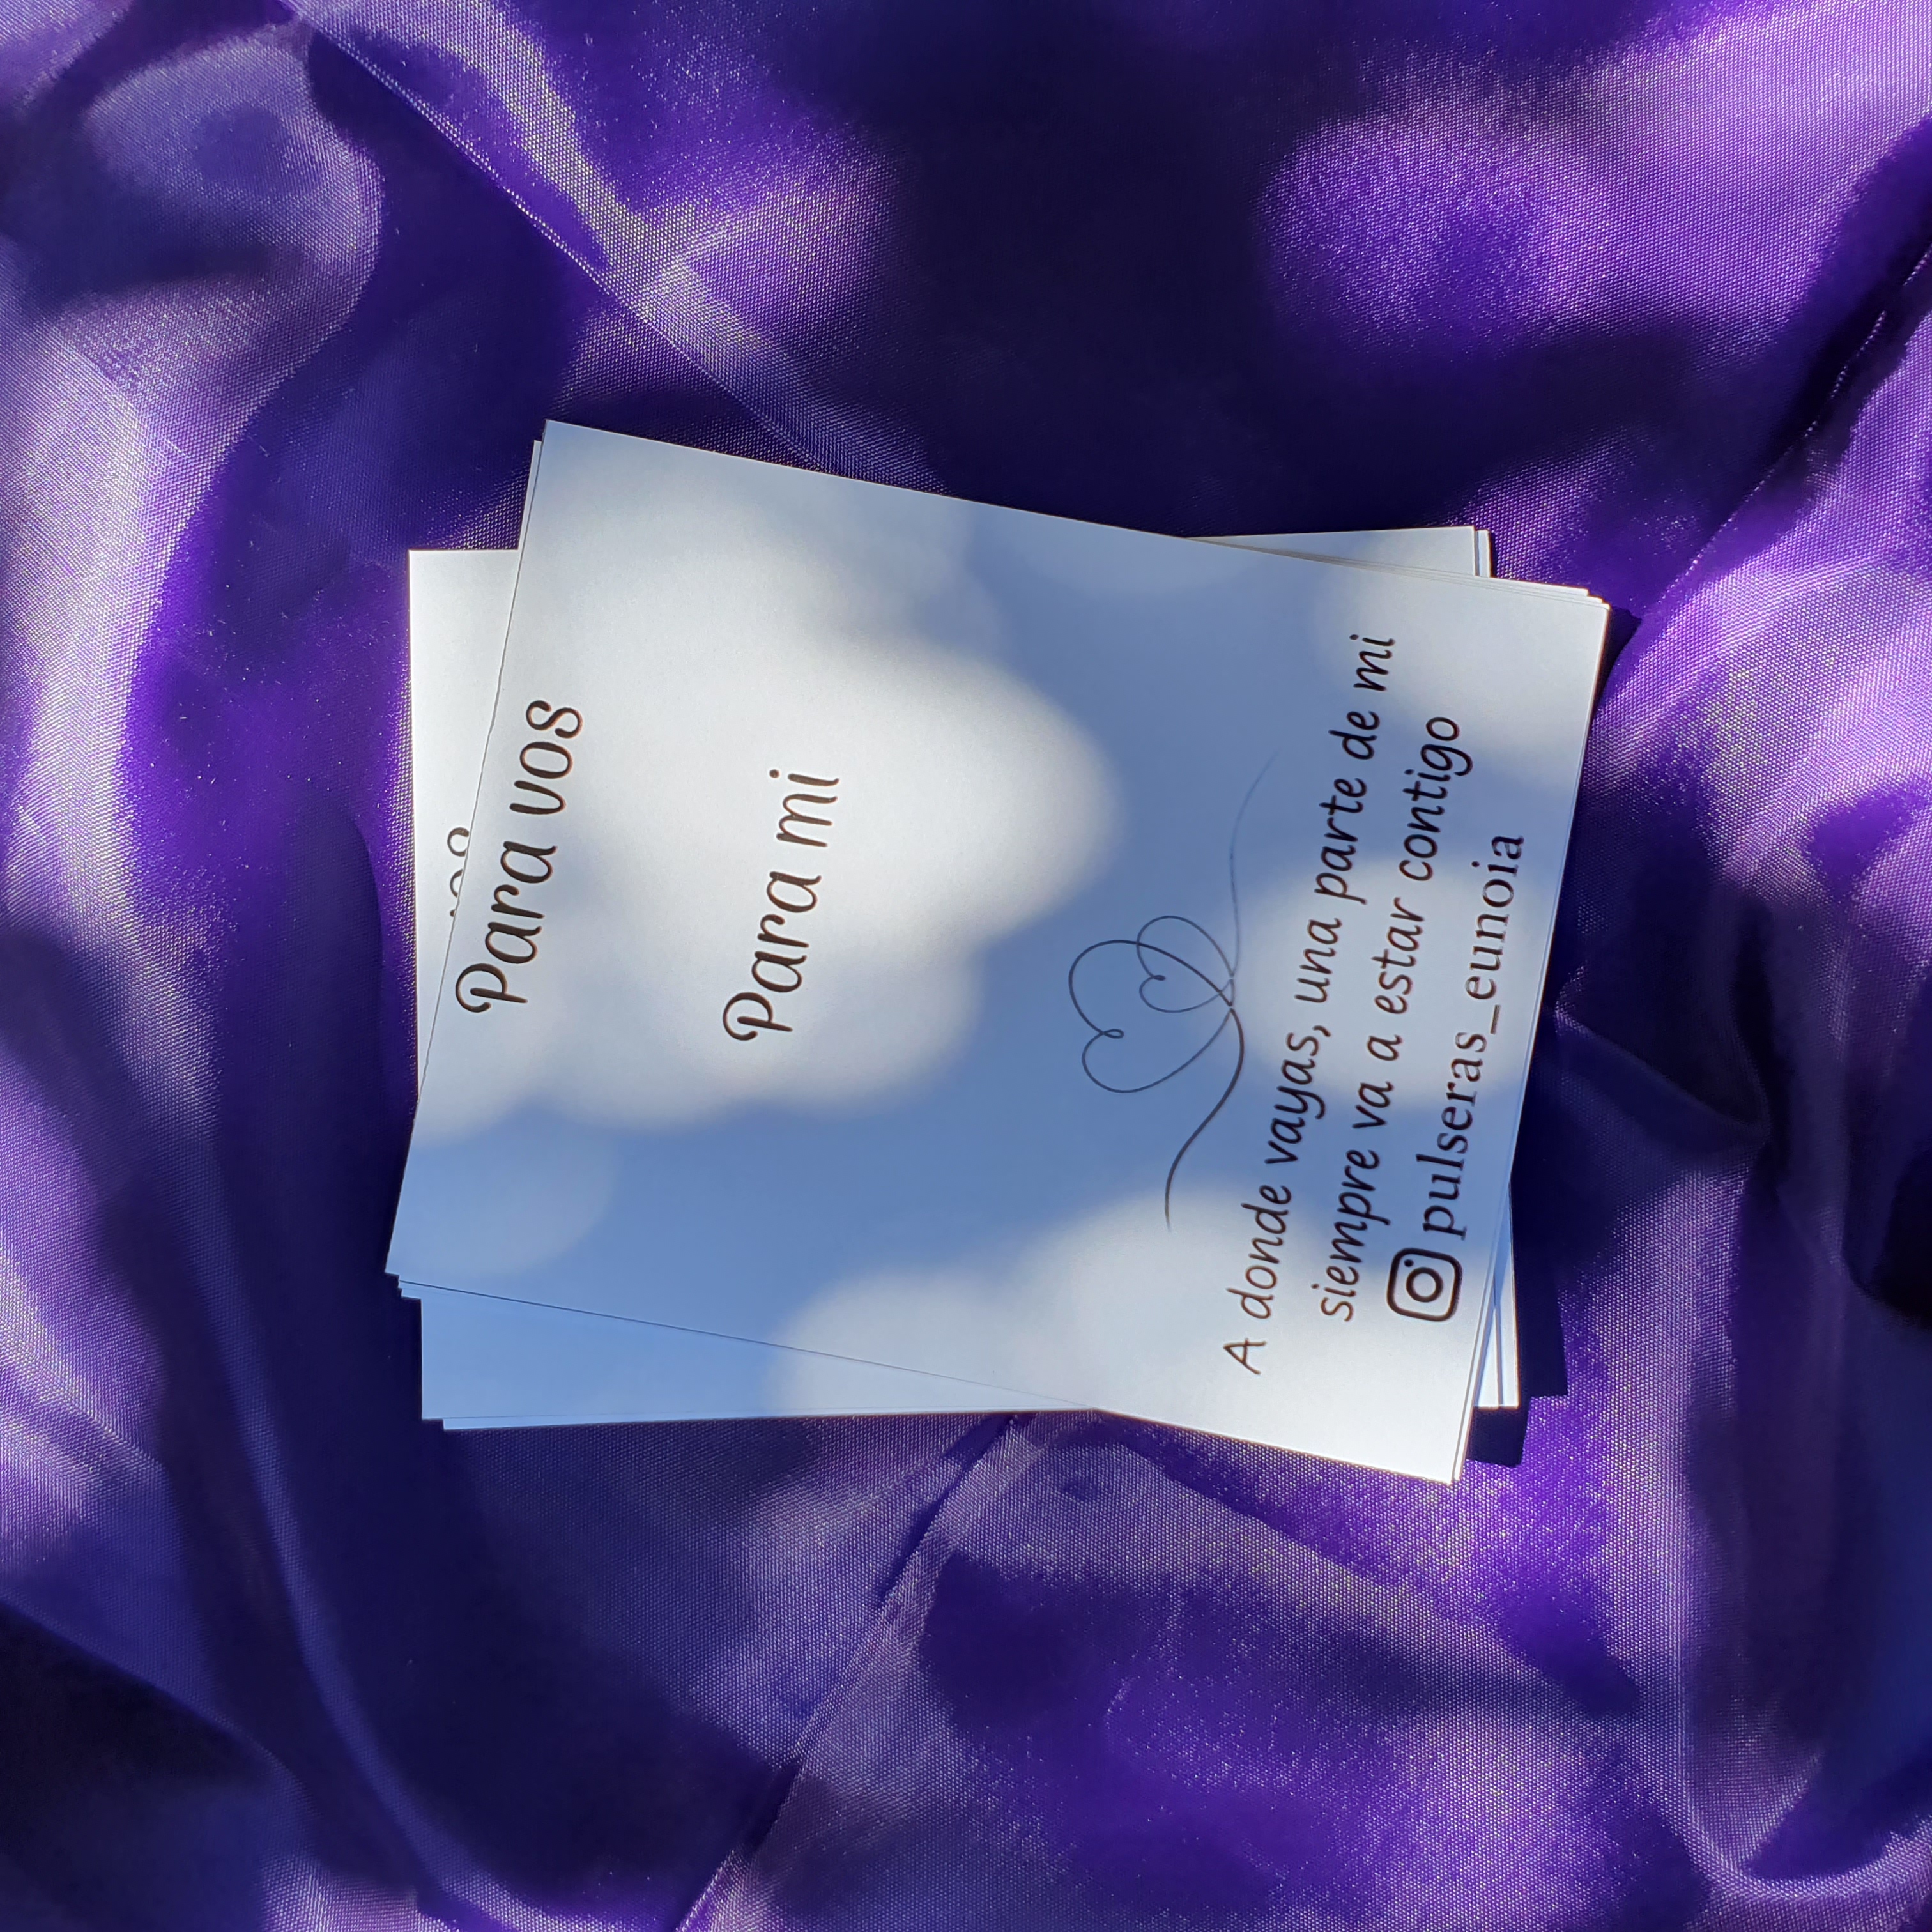 Para vos
Para mi
A donde vayas, una parte de mi
siempre va a estar contigo
pulseras_eunoia